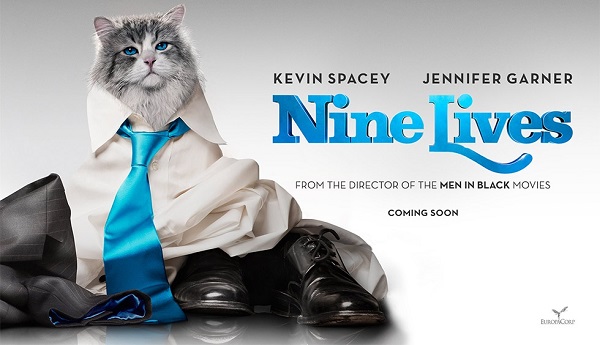 KEVIN SPACEY JENNIFER GARNER
Nine Lives
FROM THE DIRECTOR OF THE MEN IN BLACK MOVIES
COMING SOON
EUROPACORP